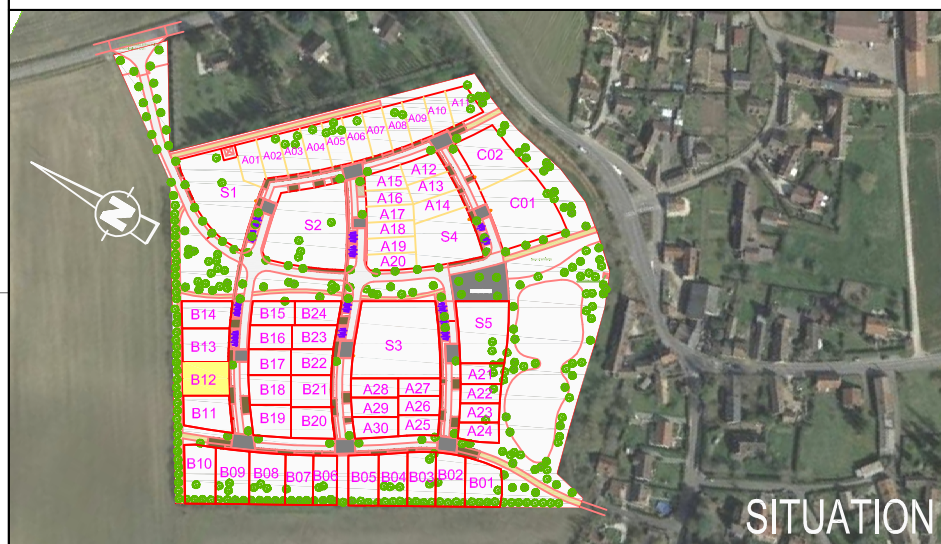 A11
A10
A09
A08
A07
A06
A05
A04
A03
A02
A01
C02
S1
A15
A12
A13
A16
A14
C01
S2
A17
A18
S4
A19
A20
N
B14
B15
B24
S5
B13
B16
B23
S3
B12
B17
B22
A21
B18
B21
A28
A27
A22
B11
B19
B20
A29
A26
A23
A30
A25
A24
B10
B09
B08
B07
B06
B05
B04
B03
B02
B01
SITUATION